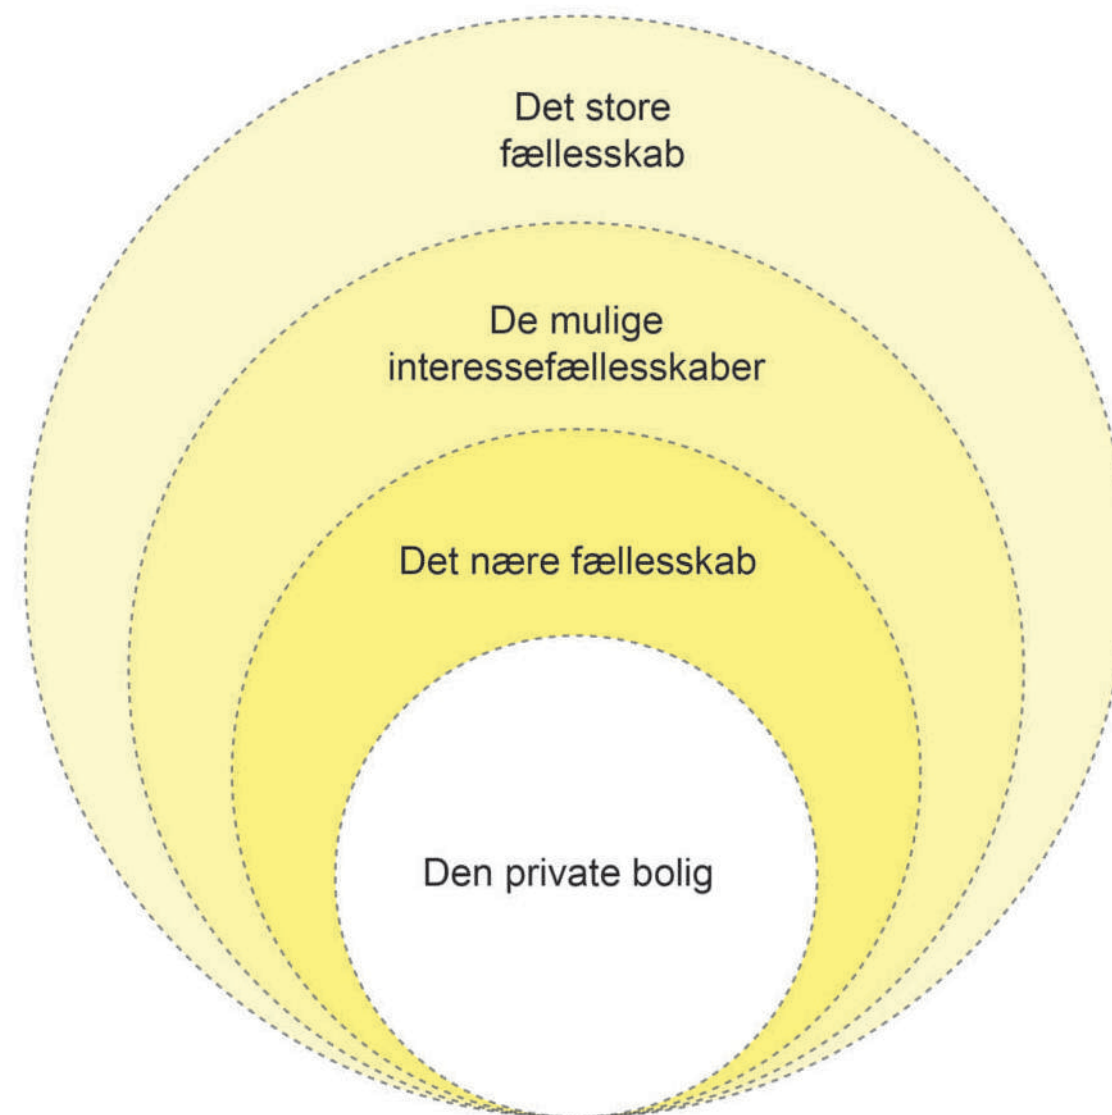 Det store
fællesskab
De mulige
interessefællesskaber
Det nære fællesskab
Den private bolig